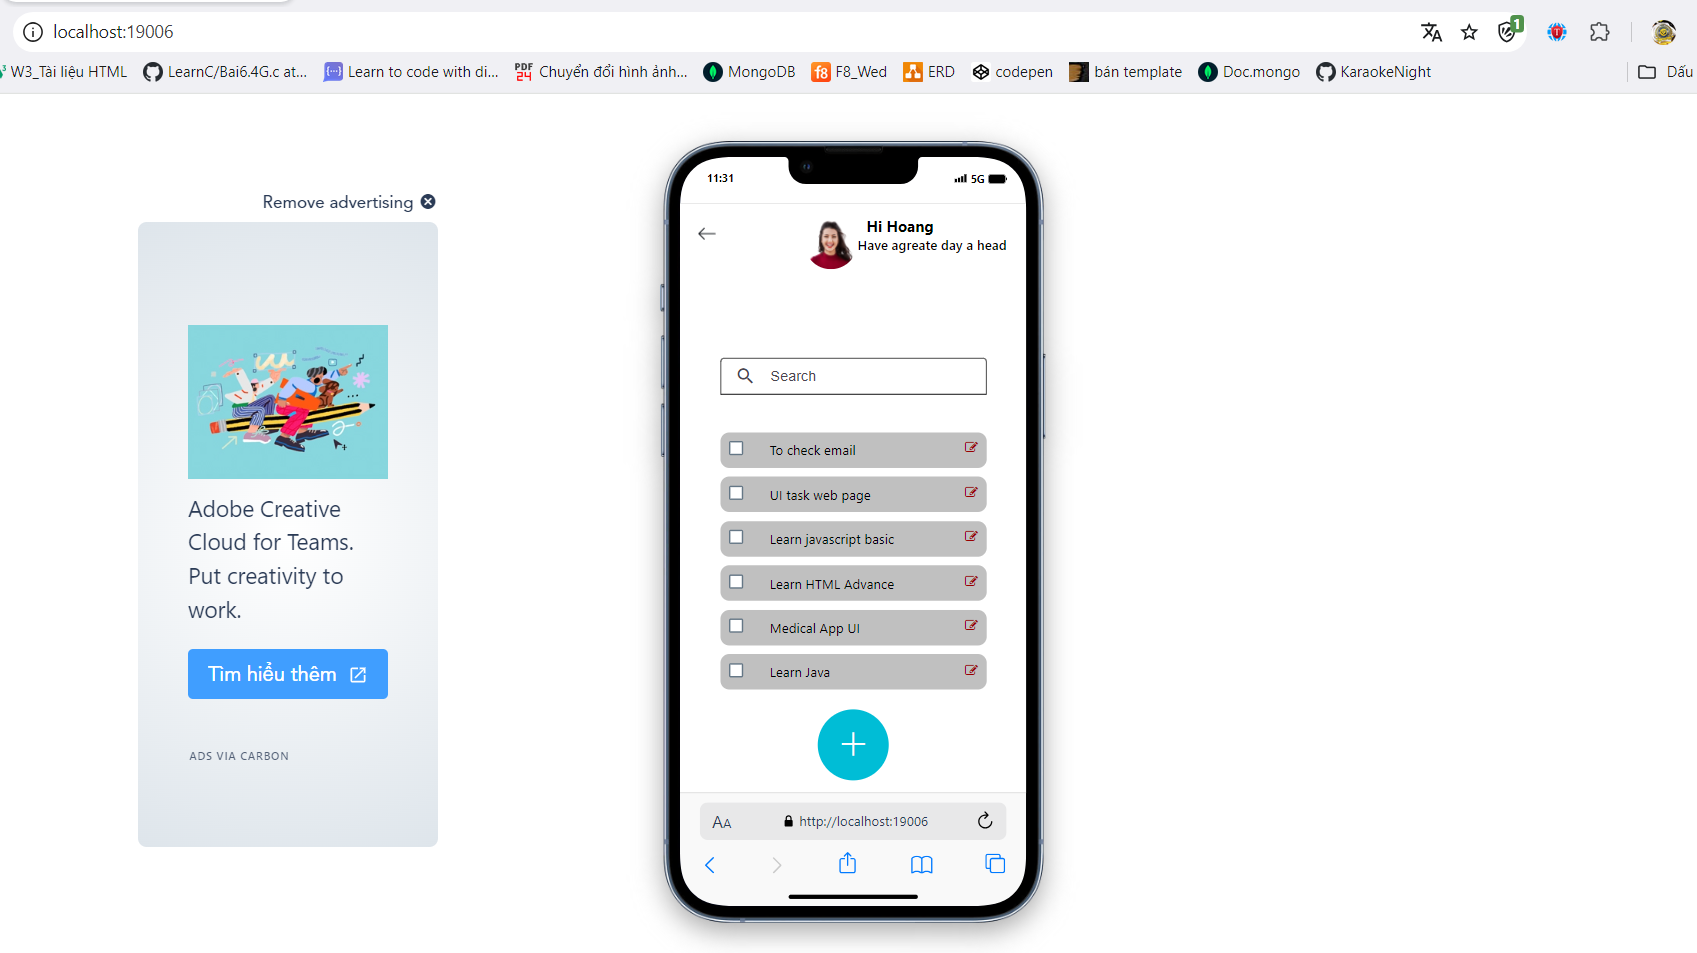 localhost:19006
1
W3_Tài liệu HTML
LearnC/Bai6.4G.c at...
Learn to code with di...
PDF 24
Chuyển đổi hình ảnh...
MongoDB
f8
F8_Wed
ERD
codepen
bán template
Doc.mongo
KaraokeNight
Dấu
Remove advertising
Adobe Creative
Cloud for Teams.
Put creativity to
work.
Tìm hiểu thêm
ADS VIA CARBON
11:31
5G
Hi Hoang
Have agreate day a head
Search
To check email
UI task web page
Learn javascript basic
Learn HTML Advance
Medical App UI
Learn Java
AA
http://localhost:19006